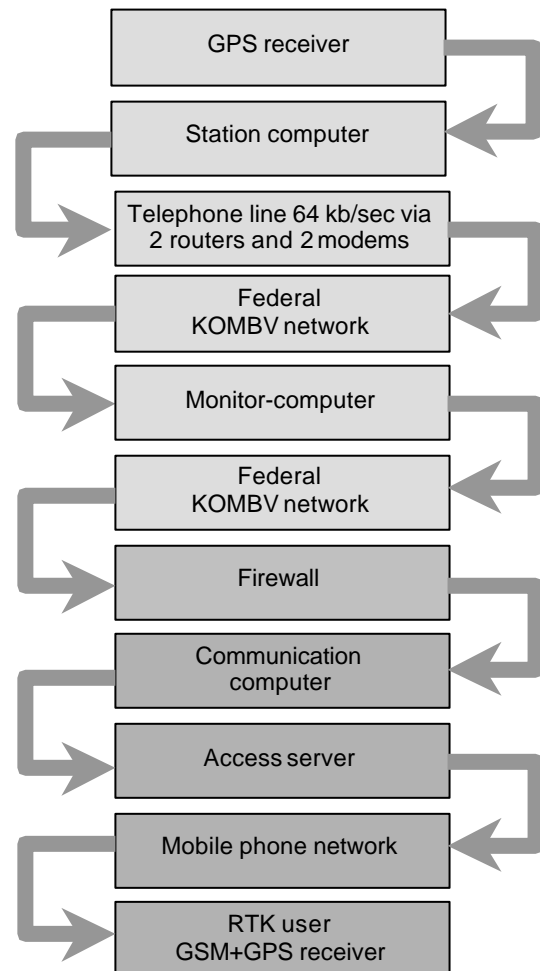 GPS receiver
Station computer
Telephone line 64 kb/sec via
2 routers and 2 modems
Federal
KOMBV network
Monitor-computer
Federal
KOMBV network
Firewall
Communication
computer
Access server
Mobile phone network
RTK user
GSM+GPS receiver